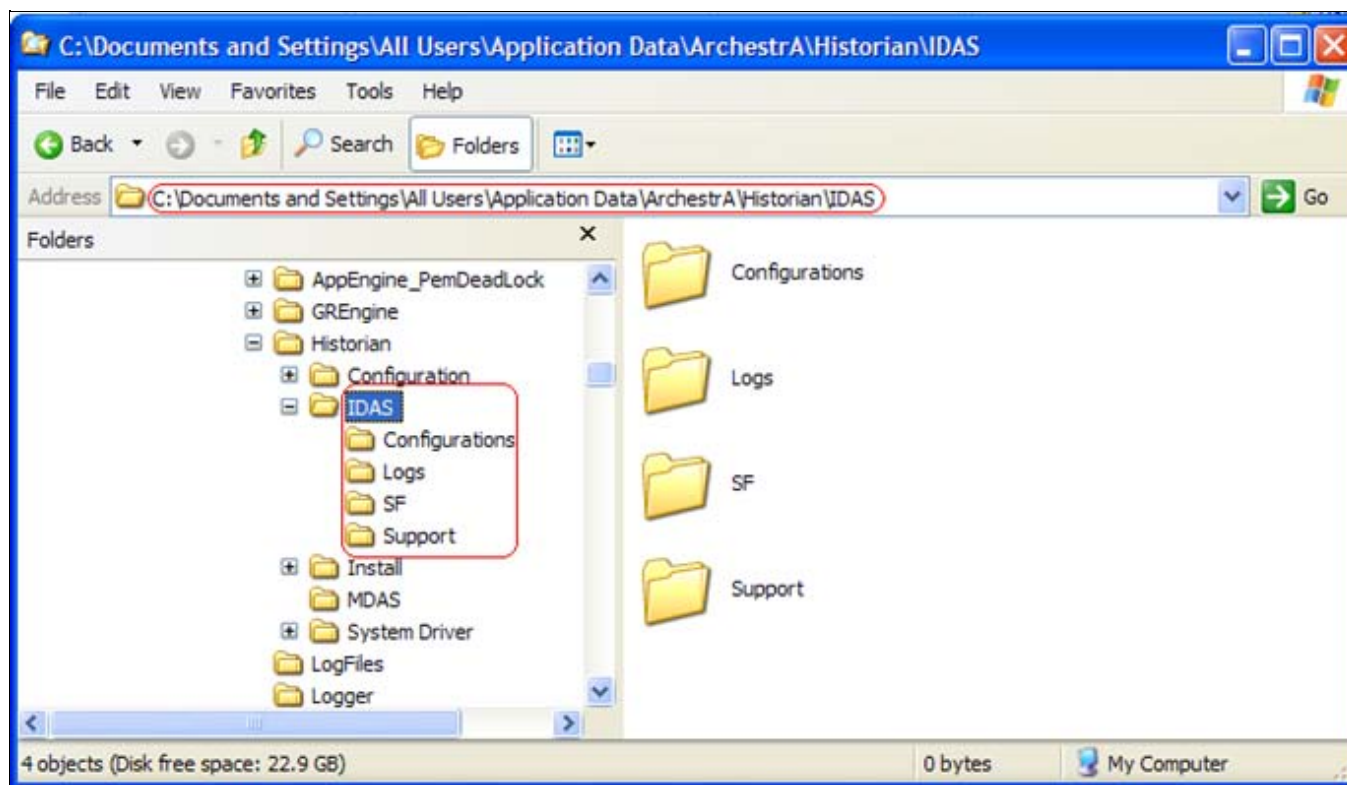 C:\Documents and Settings\All Users\Application Data\ArchestrA\Historian\IDAS
File Edit View Favorites Tools Help
Back Search Folders
Address C:\Documents and Settings\All Users\Application Data\ArchestrA\Historian\IDAS Go
Folders
AppEngine_PemDeadLock
GREngine
Historian
Configuration
IDAS
Configurations
Logs
SF
Support
Install
MDAS
System Driver
LogFiles
Logger
Configurations
Logs
SF
Support
4 objects (Disk free space: 22.9 GB) 0 bytes My Computer